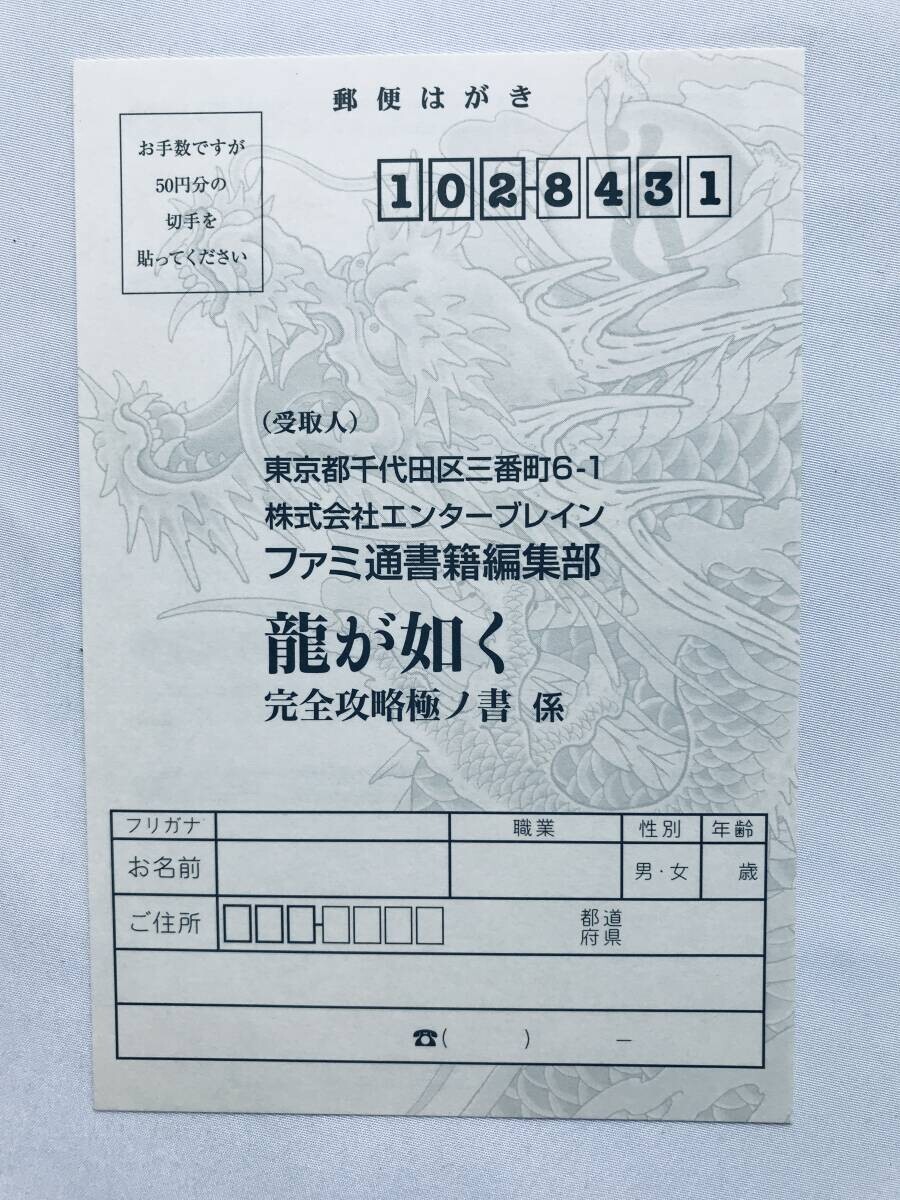 郵便はがき
お手数ですが
50円分の
切手を
貼ってください
102-8431
（受取人）
東京都千代田区三番町6-1
株式会社エンターブレイン
ファミ通書籍編集部
龍が如く
完全攻略極ノ書 係
フリガナ 職業 性別 年齢
お名前 男・女 歳
ご住所 - 都道
府県
☎( ) －